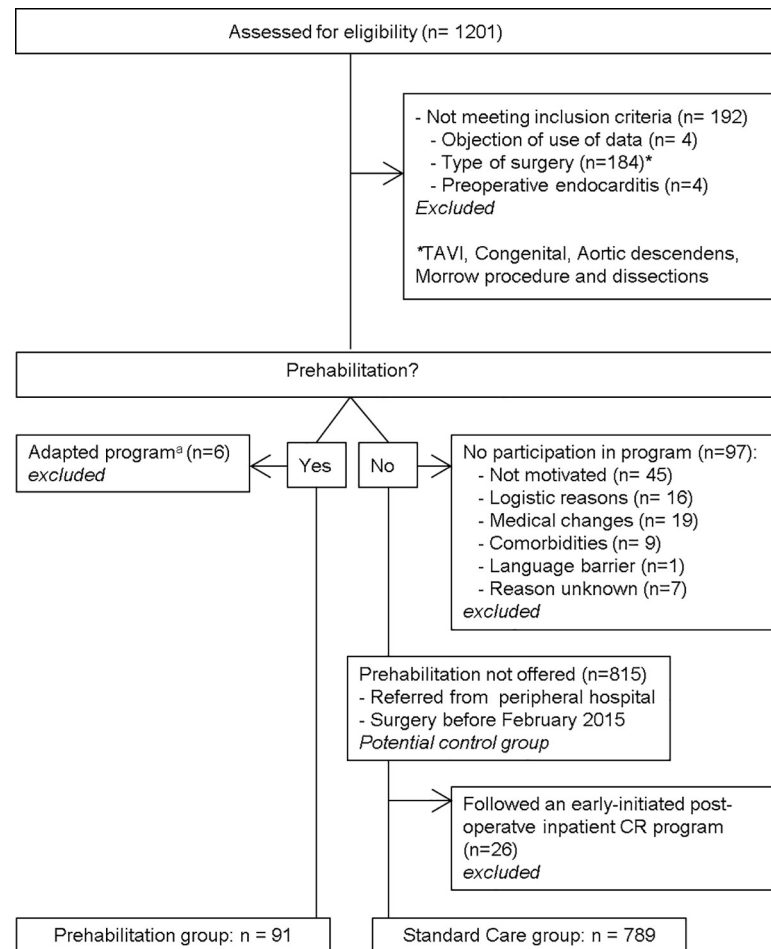 Assessed for eligibility (n= 1201)
- Not meeting inclusion criteria (n= 192)
- Objection of use of data (n= 4)
- Type of surgery (n=184)*
- Preoperative endocarditis (n=4)
Excluded
*TAVI, Congenital, Aortic descendens,
Morrow procedure and dissections
Prehabilitation?
Adapted programᵃ (n=6)
excluded
Yes
No
No participation in program (n=97):
- Not motivated (n= 45)
- Logistic reasons (n= 16)
- Medical changes (n= 19)
- Comorbidities (n= 9)
- Language barrier (n=1)
- Reason unknown (n=7)
excluded
Prehabilitation not offered (n=815)
- Referred from peripheral hospital
- Surgery before February 2015
Potential control group
Followed an early-initiated post-
operatve inpatient CR program
(n=26)
excluded
Prehabilitation group: n = 91
Standard Care group: n = 789